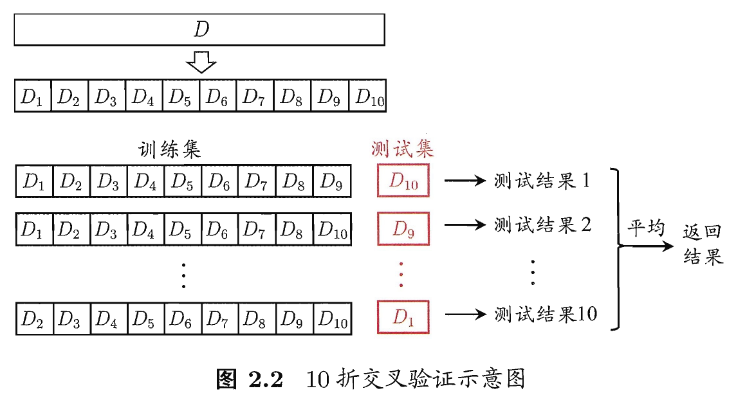 D
D₁ D₂ D₃ D₄ D₅ D₆ D₇ D₈ D₉ D₁₀
训练集 测试集
D₁ D₂ D₃ D₄ D₅ D₆ D₇ D₈ D₉ D₁₀ 测试结果1
D₁ D₂ D₃ D₄ D₅ D₆ D₇ D₈ D₁₀ D₉ 测试结果2
平均 返回
结果
⋮ ⋮ ⋮
D₂ D₃ D₄ D₅ D₆ D₇ D₈ D₉ D₁₀ D₁ 测试结果10
图 2.2 10折交叉验证示意图